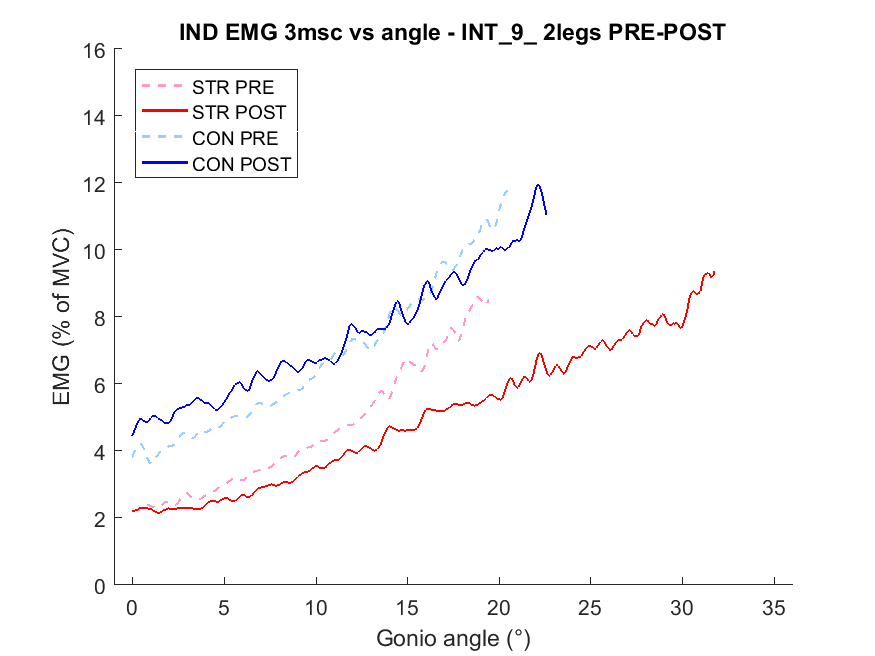 IND EMG 3msc vs angle - INT_9_ 2legs PRE-POST
16
14
12
10
8
6
4
2
0
EMG (% of MVC)
STR PRE
STR POST
CON PRE
CON POST
0 5 10 15 20 25 30 35
Gonio angle (°)